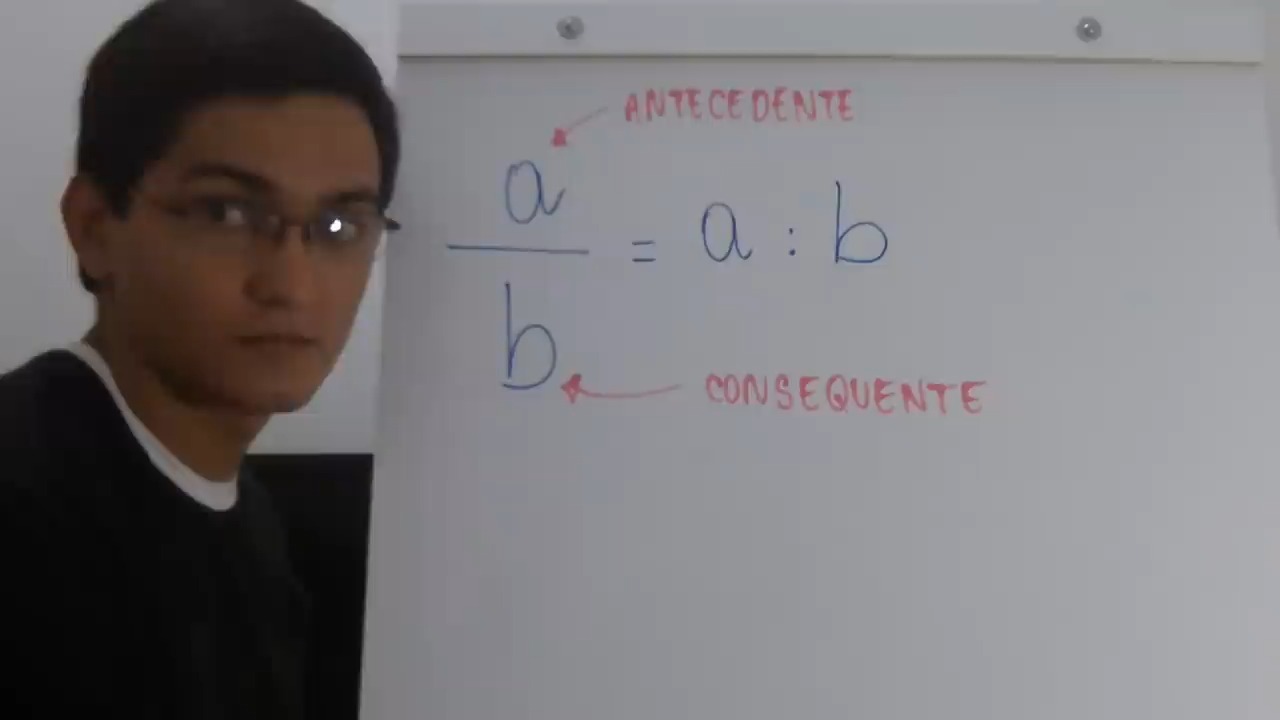 ANTECEDENTE
a
― = a : b
b
CONSEQUENTE